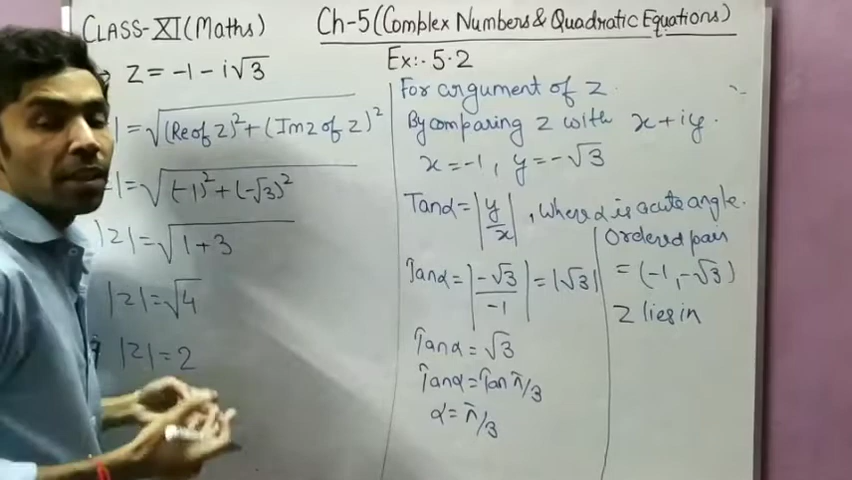 CLASS-XI(Maths)
Ch-5(Complex Numbers & Quadratic Equations)
Ex:- 5.2
Z = -1 - i√3
| = √(Re of Z)² + (Imz of Z)²
| = √(-1)² + (-√3)²
|Z| = √1+3
|Z| = √4
|Z| = 2
For argument of Z.
By comparing Z with x + iy.
x = -1, y = -√3
Tanα = |y/x|, where α is acute angle.
Tanα = |-√3/-1| = |√3|
Tanα = √3
Tanα = Tan π/3
α = π/3
Ordered pair
= (-1, -√3)
Z lies in